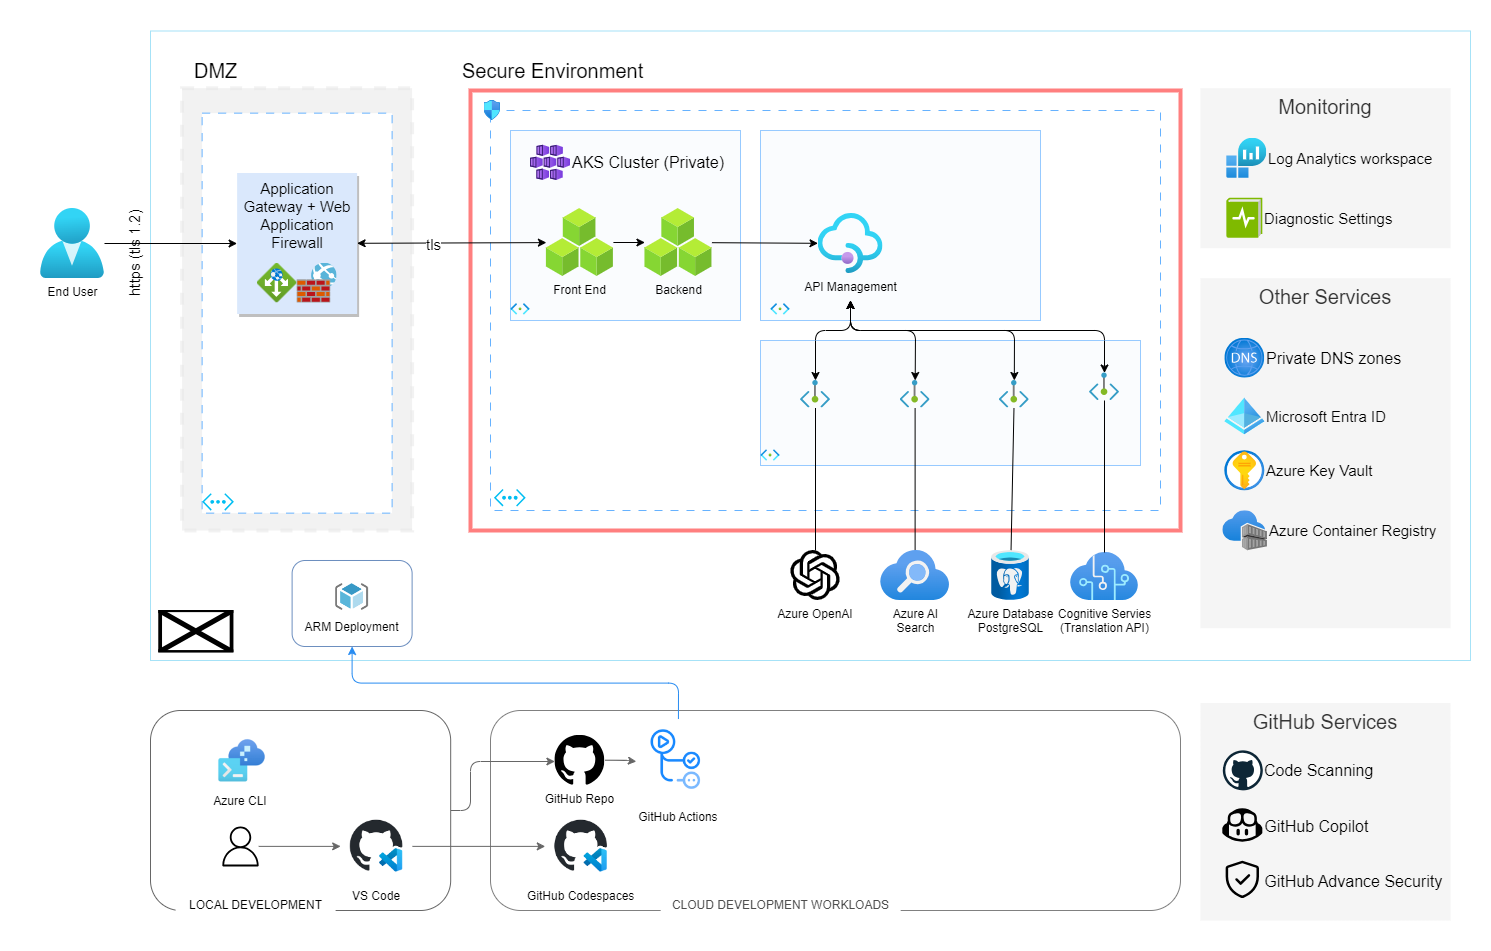 DMZ
Secure Environment
Monitoring
Log Analytics workspace
Diagnostic Settings
AKS Cluster (Private)
Application
Gateway + Web
Application
Firewall
https (tls 1.2)
tls
End User
Front End
Backend
API Management
Other Services
DNS
Private DNS zones
Microsoft Entra ID
Azure Key Vault
Azure Container Registry
Azure OpenAI
Azure AI
Search
Azure Database
PostgreSQL
Cognitive Servies
(Translation API)
ARM Deployment
GitHub Services
Code Scanning
GitHub Copilot
GitHub Advance Security
Azure CLI
VS Code
LOCAL DEVELOPMENT
GitHub Repo
GitHub Actions
GitHub Codespaces
CLOUD DEVELOPMENT WORKLOADS